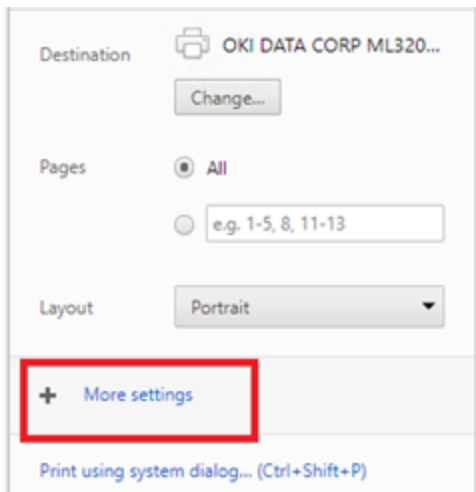 Destination OKI DATA CORP ML320...
Change...
Pages All
e.g. 1-5, 8, 11-13
Layout Portrait
More settings
Print using system dialog... (Ctrl+Shift+P)